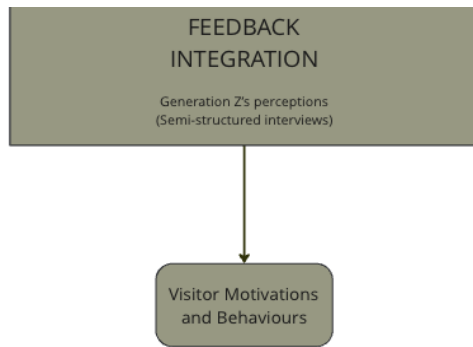 FEEDBACK
INTEGRATION
Generation Z's perceptions
(Semi-structured interviews)
Visitor Motivations
and Behaviours